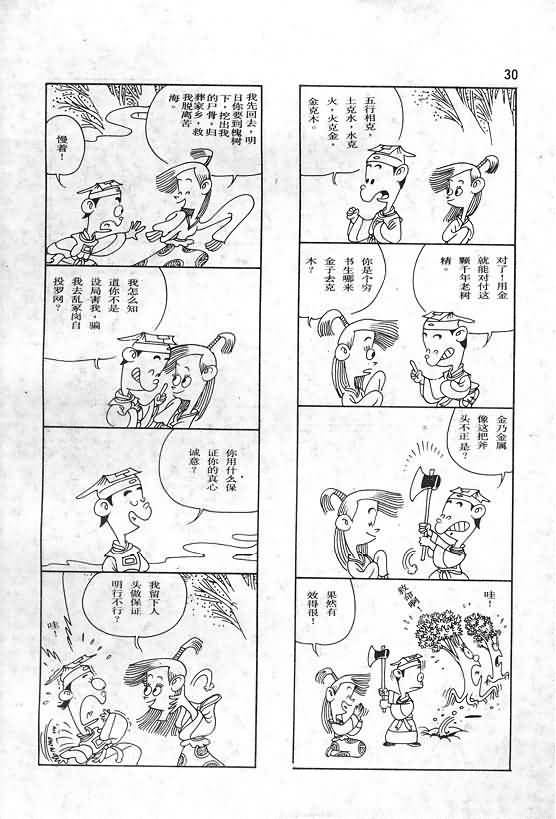 30
五行相克，
土克水，水克
火，火克金，
金克木。
对了！用金
就能对付这
颗千年老树
精。
你是个穷
书生哪来
金子去克
木？
金乃金属
像这把斧
头不正是？
哇！
救命啊
果然有
效得很！
我先回去，明
日你要到槐树
下，挖出我
的尸骨，归
葬家乡，救
我脱离苦
海。
慢着！
我怎么知
道你不是
设局害我，骗
我去乱冢岗自
投罗网？
你用什么保
证你的真心
诚意？
我留下人
头做保证
明行不行？
哇！